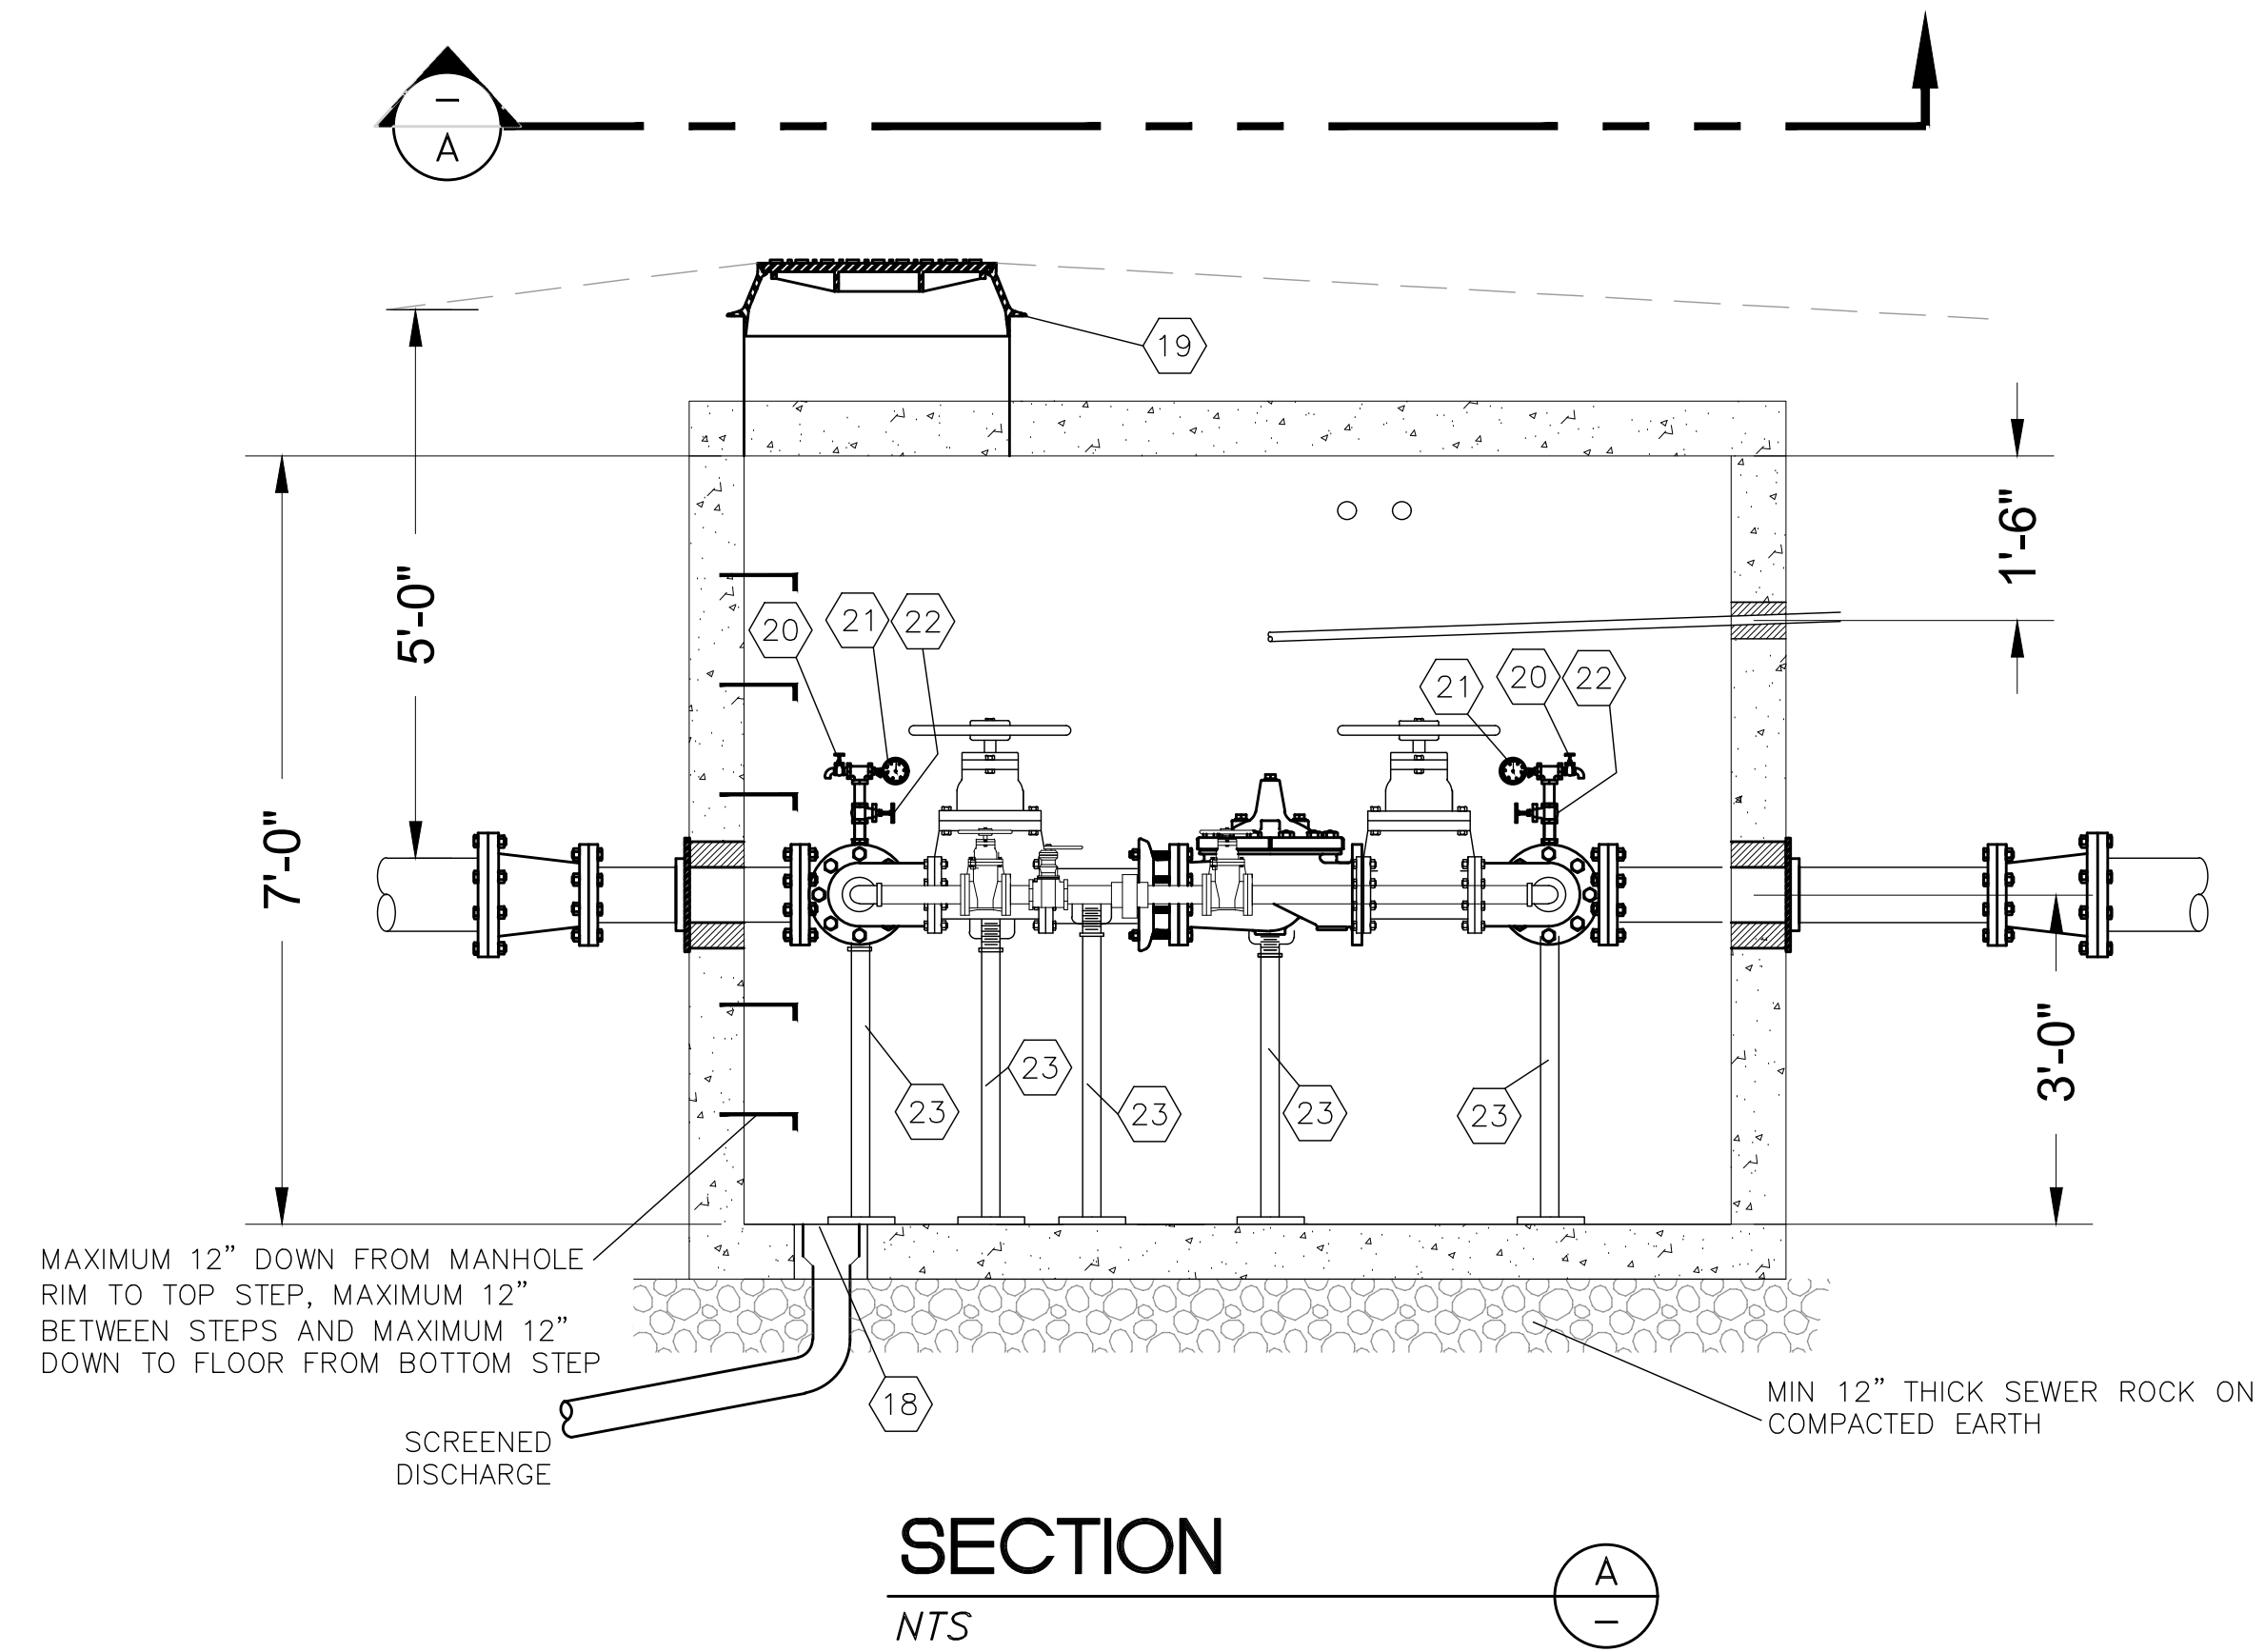 —
A
19
5'-0"
1'-6"
7'-0"
20
21
22
21
20
22
3'-0"
23
23
23
23
23
MAXIMUM 12” DOWN FROM MANHOLE
RIM TO TOP STEP, MAXIMUM 12”
BETWEEN STEPS AND MAXIMUM 12”
DOWN TO FLOOR FROM BOTTOM STEP
18
MIN 12” THICK SEWER ROCK ON
COMPACTED EARTH
SCREENED
DISCHARGE
SECTION
NTS
A
—